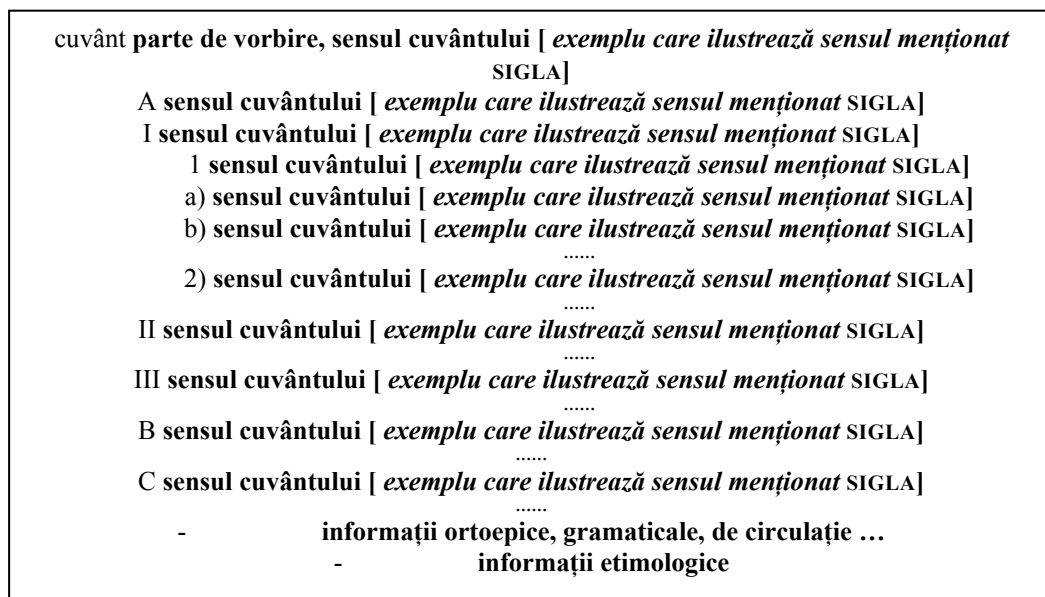 cuvânt parte de vorbire, sensul cuvântului [ exemplu care ilustrează sensul menționat
SIGLA]
A sensul cuvântului [ exemplu care ilustrează sensul menționat SIGLA]
I sensul cuvântului [ exemplu care ilustrează sensul menționat SIGLA]
1 sensul cuvântului [ exemplu care ilustrează sensul menționat SIGLA]
a) sensul cuvântului [ exemplu care ilustrează sensul menționat SIGLA]
b) sensul cuvântului [ exemplu care ilustrează sensul menționat SIGLA]
......
2) sensul cuvântului [ exemplu care ilustrează sensul menționat SIGLA]
......
II sensul cuvântului [ exemplu care ilustrează sensul menționat SIGLA]
......
III sensul cuvântului [ exemplu care ilustrează sensul menționat SIGLA]
......
B sensul cuvântului [ exemplu care ilustrează sensul menționat SIGLA]
......
C sensul cuvântului [ exemplu care ilustrează sensul menționat SIGLA]
......
- informații ortoepice, gramaticale, de circulație …
- informații etimologice